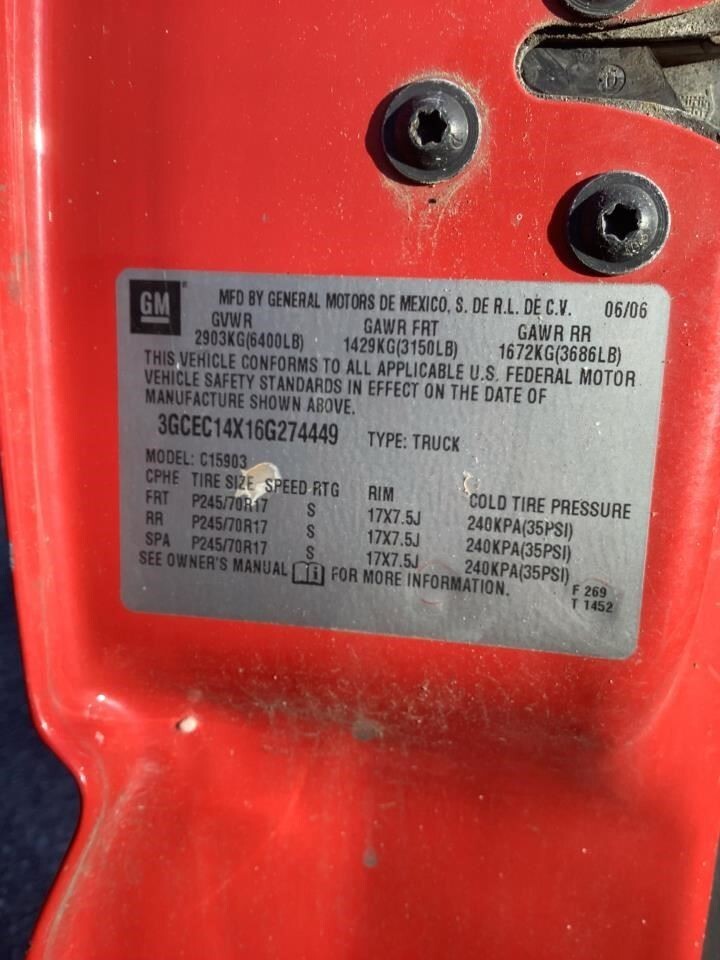 GM
MFD BY GENERAL MOTORS DE MEXICO, S. DE R.L. DE C.V. 06/06
GVWR GAWR FRT GAWR RR
2903KG(6400LB) 1429KG(3150LB) 1672KG(3686LB)
THIS VEHICLE CONFORMS TO ALL APPLICABLE U.S. FEDERAL MOTOR
VEHICLE SAFETY STANDARDS IN EFFECT ON THE DATE OF
MANUFACTURE SHOWN ABOVE.
3GCEC14X16G274449 TYPE: TRUCK
MODEL: C15903
CPHE TIRE SIZE SPEED RTG RIM COLD TIRE PRESSURE
FRT P245/70R17 S 17X7.5J 240KPA(35PSI)
RR P245/70R17 S 17X7.5J 240KPA(35PSI)
SPA P245/70R17 S 17X7.5J 240KPA(35PSI)
SEE OWNER'S MANUAL FOR MORE INFORMATION.
F 269
T 1452